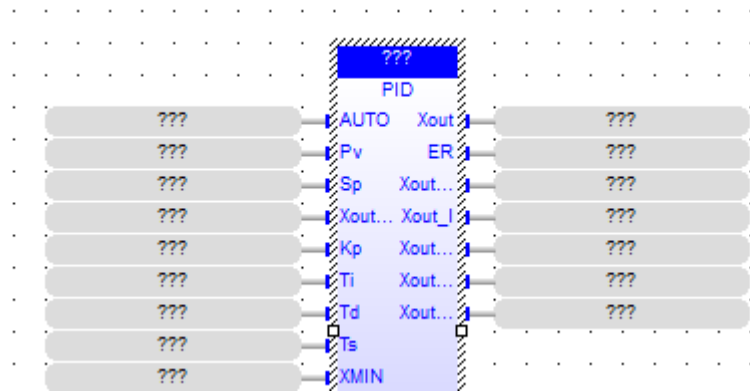 ???
PID
??? AUTO Xout ???
??? Pv ER ???
??? Sp Xout... ???
??? Xout... Xout_I ???
??? Kp Xout... ???
??? Ti Xout... ???
??? Td Xout... ???
??? Ts
??? XMIN